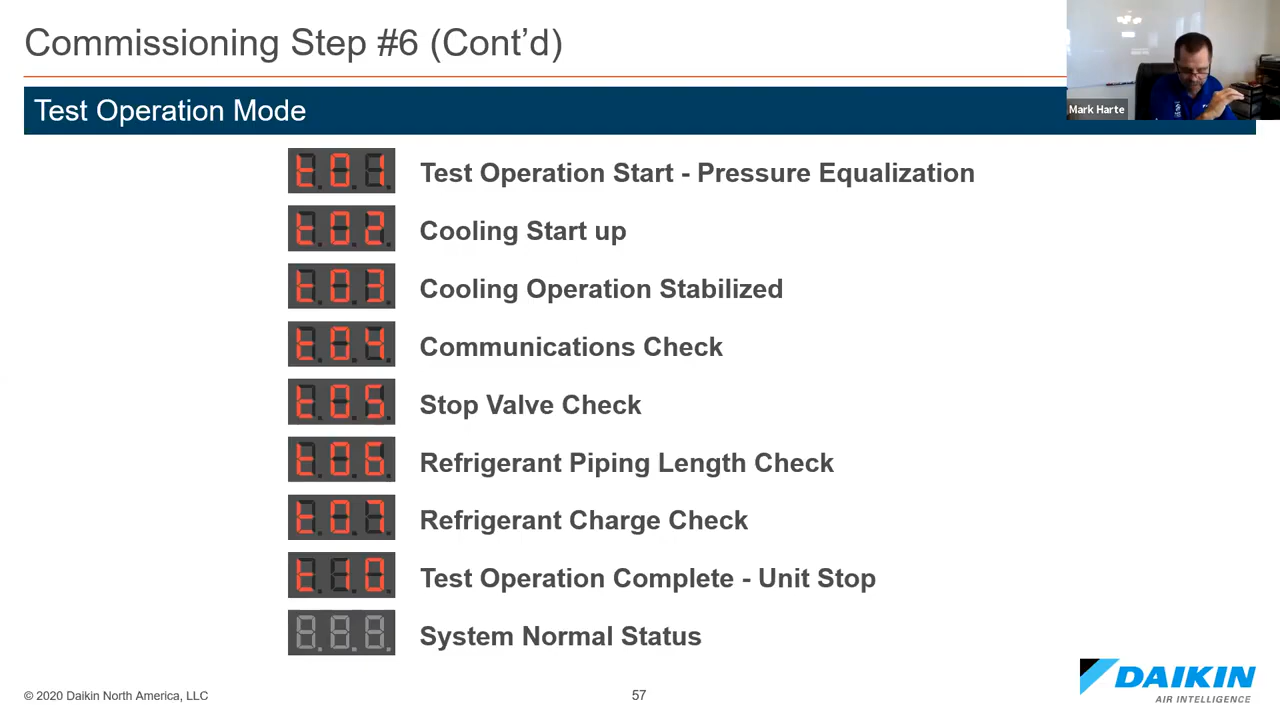 Commissioning Step #6 (Cont’d)
Mark Harte
Test Operation Mode
t01 Test Operation Start - Pressure Equalization
t02 Cooling Start up
t03 Cooling Operation Stabilized
t04 Communications Check
t05 Stop Valve Check
t06 Refrigerant Piping Length Check
t07 Refrigerant Charge Check
t10 Test Operation Complete - Unit Stop
System Normal Status
© 2020 Daikin North America, LLC
57
DAIKIN
AIR INTELLIGENCE